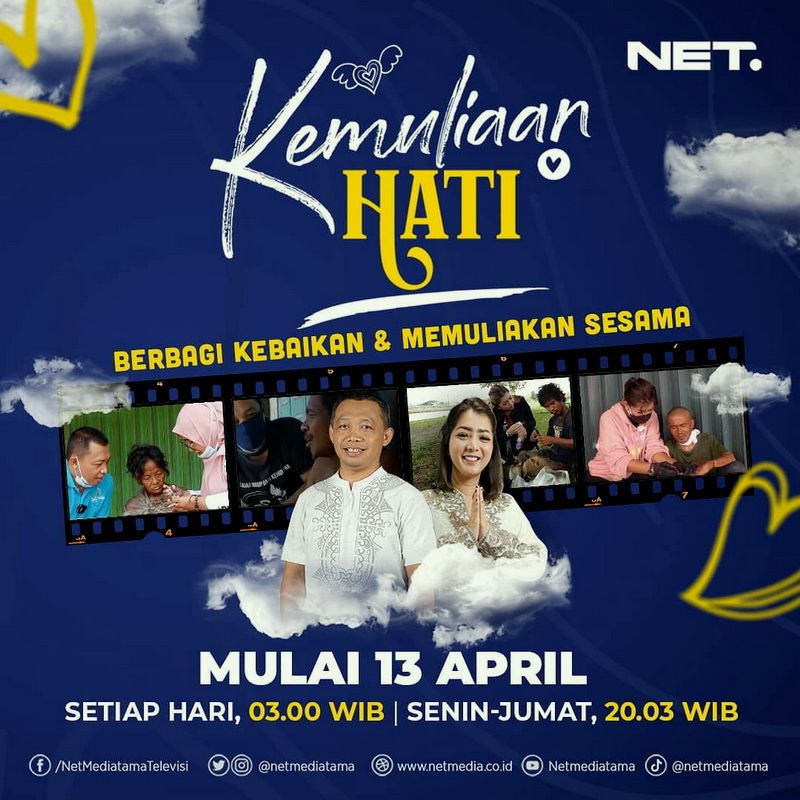 NET.
Kemuliaan
HATI
BERBAGI KEBAIKAN & MEMULIAKAN SESAMA
MULAI 13 APRIL
SETIAP HARI, 03.00 WIB | SENIN-JUMAT, 20.03 WIB
/NetMediatamaTelevisi @netmediatama www.netmedia.co.id Netmediatama @netmediatama